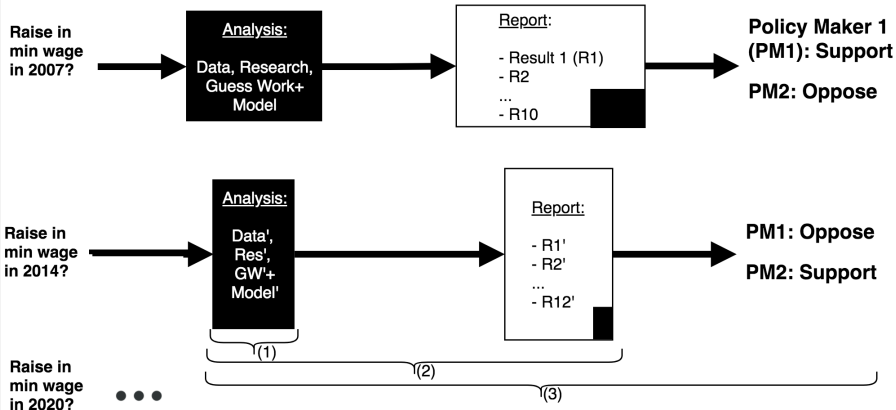 Raise in
min wage
in 2007?
Analysis:
Data, Research,
Guess Work+
Model
Report:
- Result 1 (R1)
- R2
...
- R10
Policy Maker 1
(PM1): Support
PM2: Oppose
Raise in
min wage
in 2014?
Analysis:
Data',
Res',
GW'+
Model'
Report:
- R1'
- R2'
...
- R12'
PM1: Oppose
PM2: Support
(1)
(2)
(3)
Raise in
min wage
in 2020?